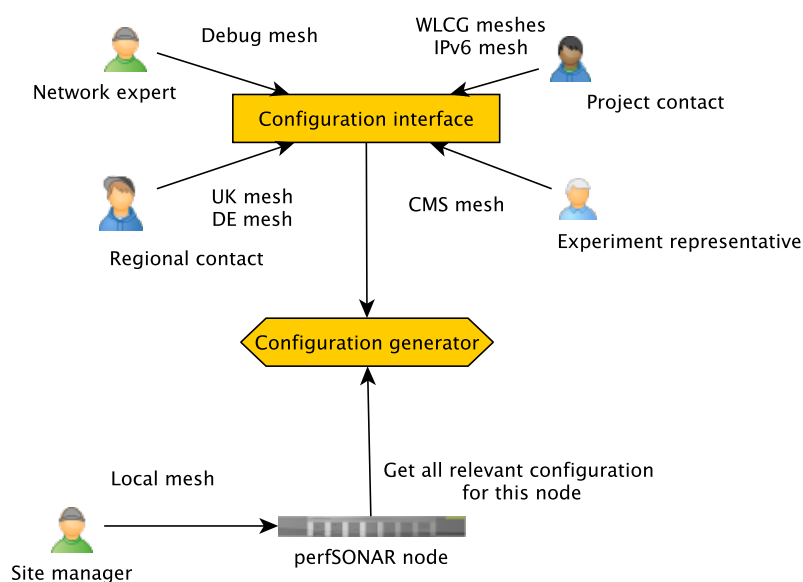 Debug mesh
WLCG meshes
IPv6 mesh
Network expert
Project contact
Configuration interface
UK mesh
DE mesh
CMS mesh
Regional contact
Experiment representative
Configuration generator
Get all relevant configuration
for this node
Local mesh
perfSONAR node
Site manager